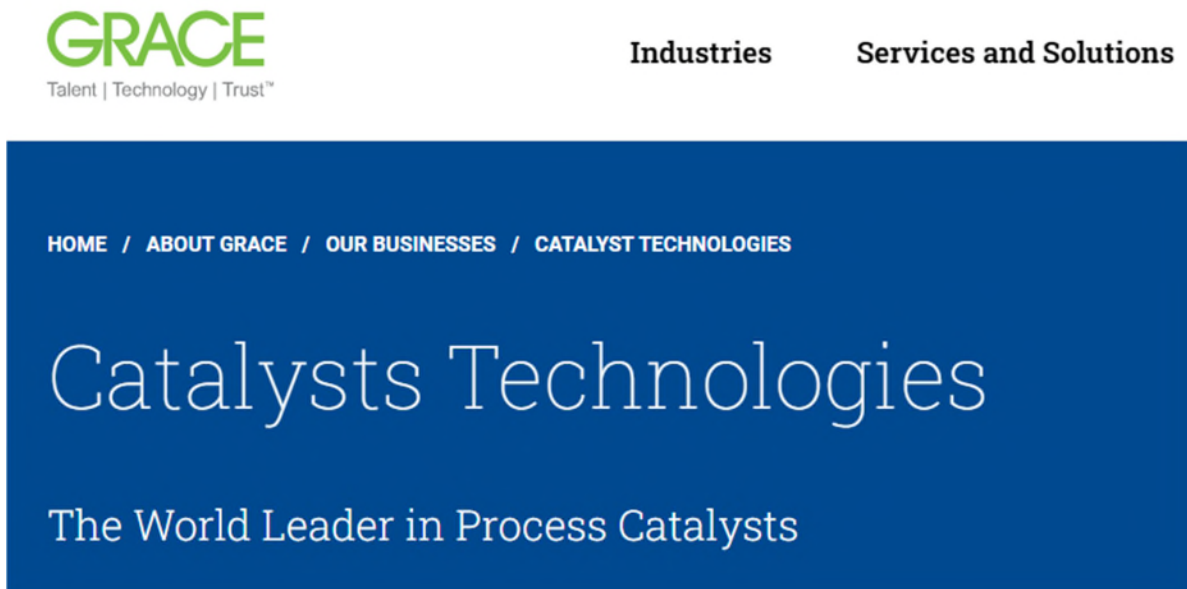 GRACE
Talent | Technology | Trust™
Industries
Services and Solutions
HOME / ABOUT GRACE / OUR BUSINESSES / CATALYST TECHNOLOGIES
Catalysts Technologies
The World Leader in Process Catalysts